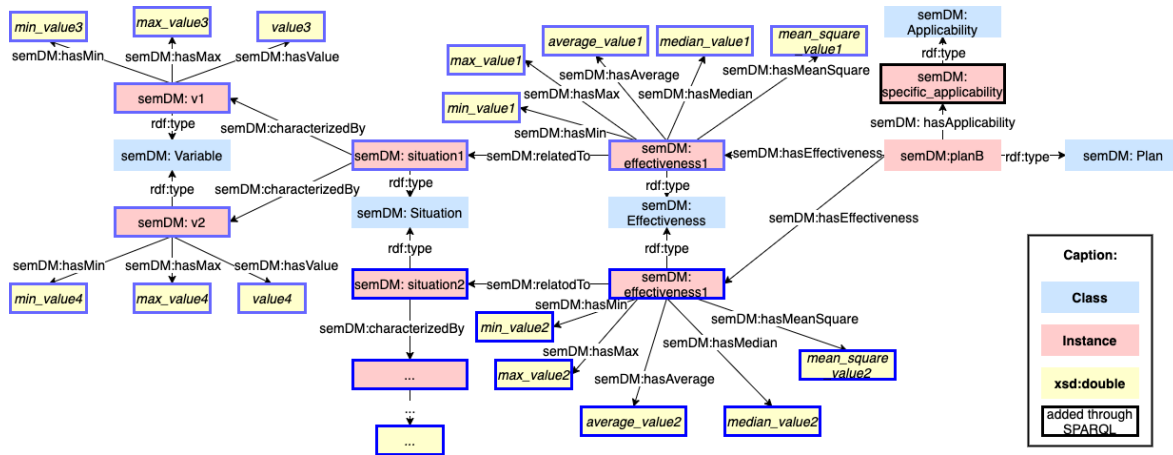 min_value3
max_value3
value3
semDM:hasMin
semDM:hasMax
semDM:hasValue
semDM: v1
rdf:type
semDM:characterizedBy
semDM: Variable
semDM:characterizedBy
rdf:type
semDM: v2
semDM:hasMin
semDM:hasMax
semDM:hasValue
min_value4
max_value4
value4
semDM: situation1
rdf:type
semDM: Situation
rdf:type
semDM: situation2
semDM:characterizedBy
...
...
...
semDM:relatedTo
semDM:relatodTo
max_value1
average_value1
median_value1
mean_square
_value1
min_value1
semDM:hasAverage
semDM:hasMeanSquare
semDM:hasMax
semDM:hasMedian
semDM:hasMin
semDM:
effectiveness1
rdf:type
semDM:
Effectiveness
rdf:type
semDM:
effectiveness1
semDM:hasMin
min_value2
semDM:hasMeanSquare
semDM:hasMedian
semDM:hasMax
mean_square
value2
max_value2
semDM:hasAverage
average_value2
median_value2
semDM:
Applicability
rdf:type
semDM:
specific_applicability
semDM: hasApplicability
semDM:hasEffectiveness
semDM:planB
rdf:type
semDM: Plan
semDM:hasEffectiveness
Caption:
Class
Instance
xsd:double
added through
SPARQL